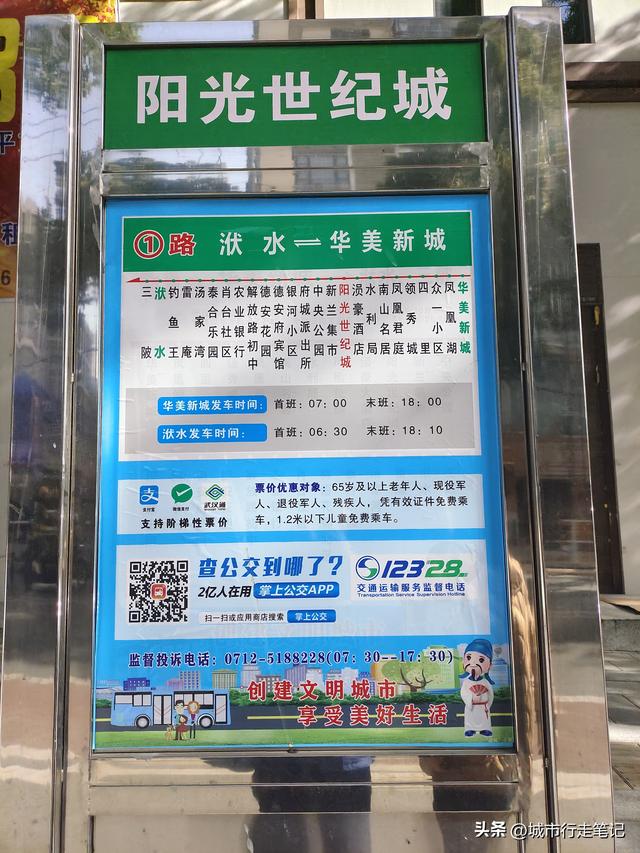 阳光世纪城
①路 洑水⇌华美新城
三陂
洑水
钓鱼王
雷庵
汤家湾
泰合乐园
肖台社区
农业银行
解放路初中
德安花园
德安府宾馆
银河小区
府城派出所
中央公园
新兰集市
阳光世纪城
涢豪酒店
水利局
南山名居
凤凰君庭
领秀城
四里
众一小区
凤凰湖
华美新城
华美新城发车时间： 首班：07：00 末班：18：00
洑水发车时间： 首班：06：30 末班：18：10
支付宝 微信支付 武汉通
支持阶梯性票价
票价优惠对象：65岁及以上老年人、现役军
人、退役军人、残疾人，凭有效证件免费乘
车，1.2米以下儿童免费乘车。
查公交到哪了？
2亿人在用 掌上公交APP
扫一扫或应用商店搜索 掌上公交
12328
交通运输服务监督电话
Transportation Service Supervision Hotline
监督投诉电话：0712-5188228(07：30--17：30)
创建文明城市
享受美好生活
头条 @城市行走笔记